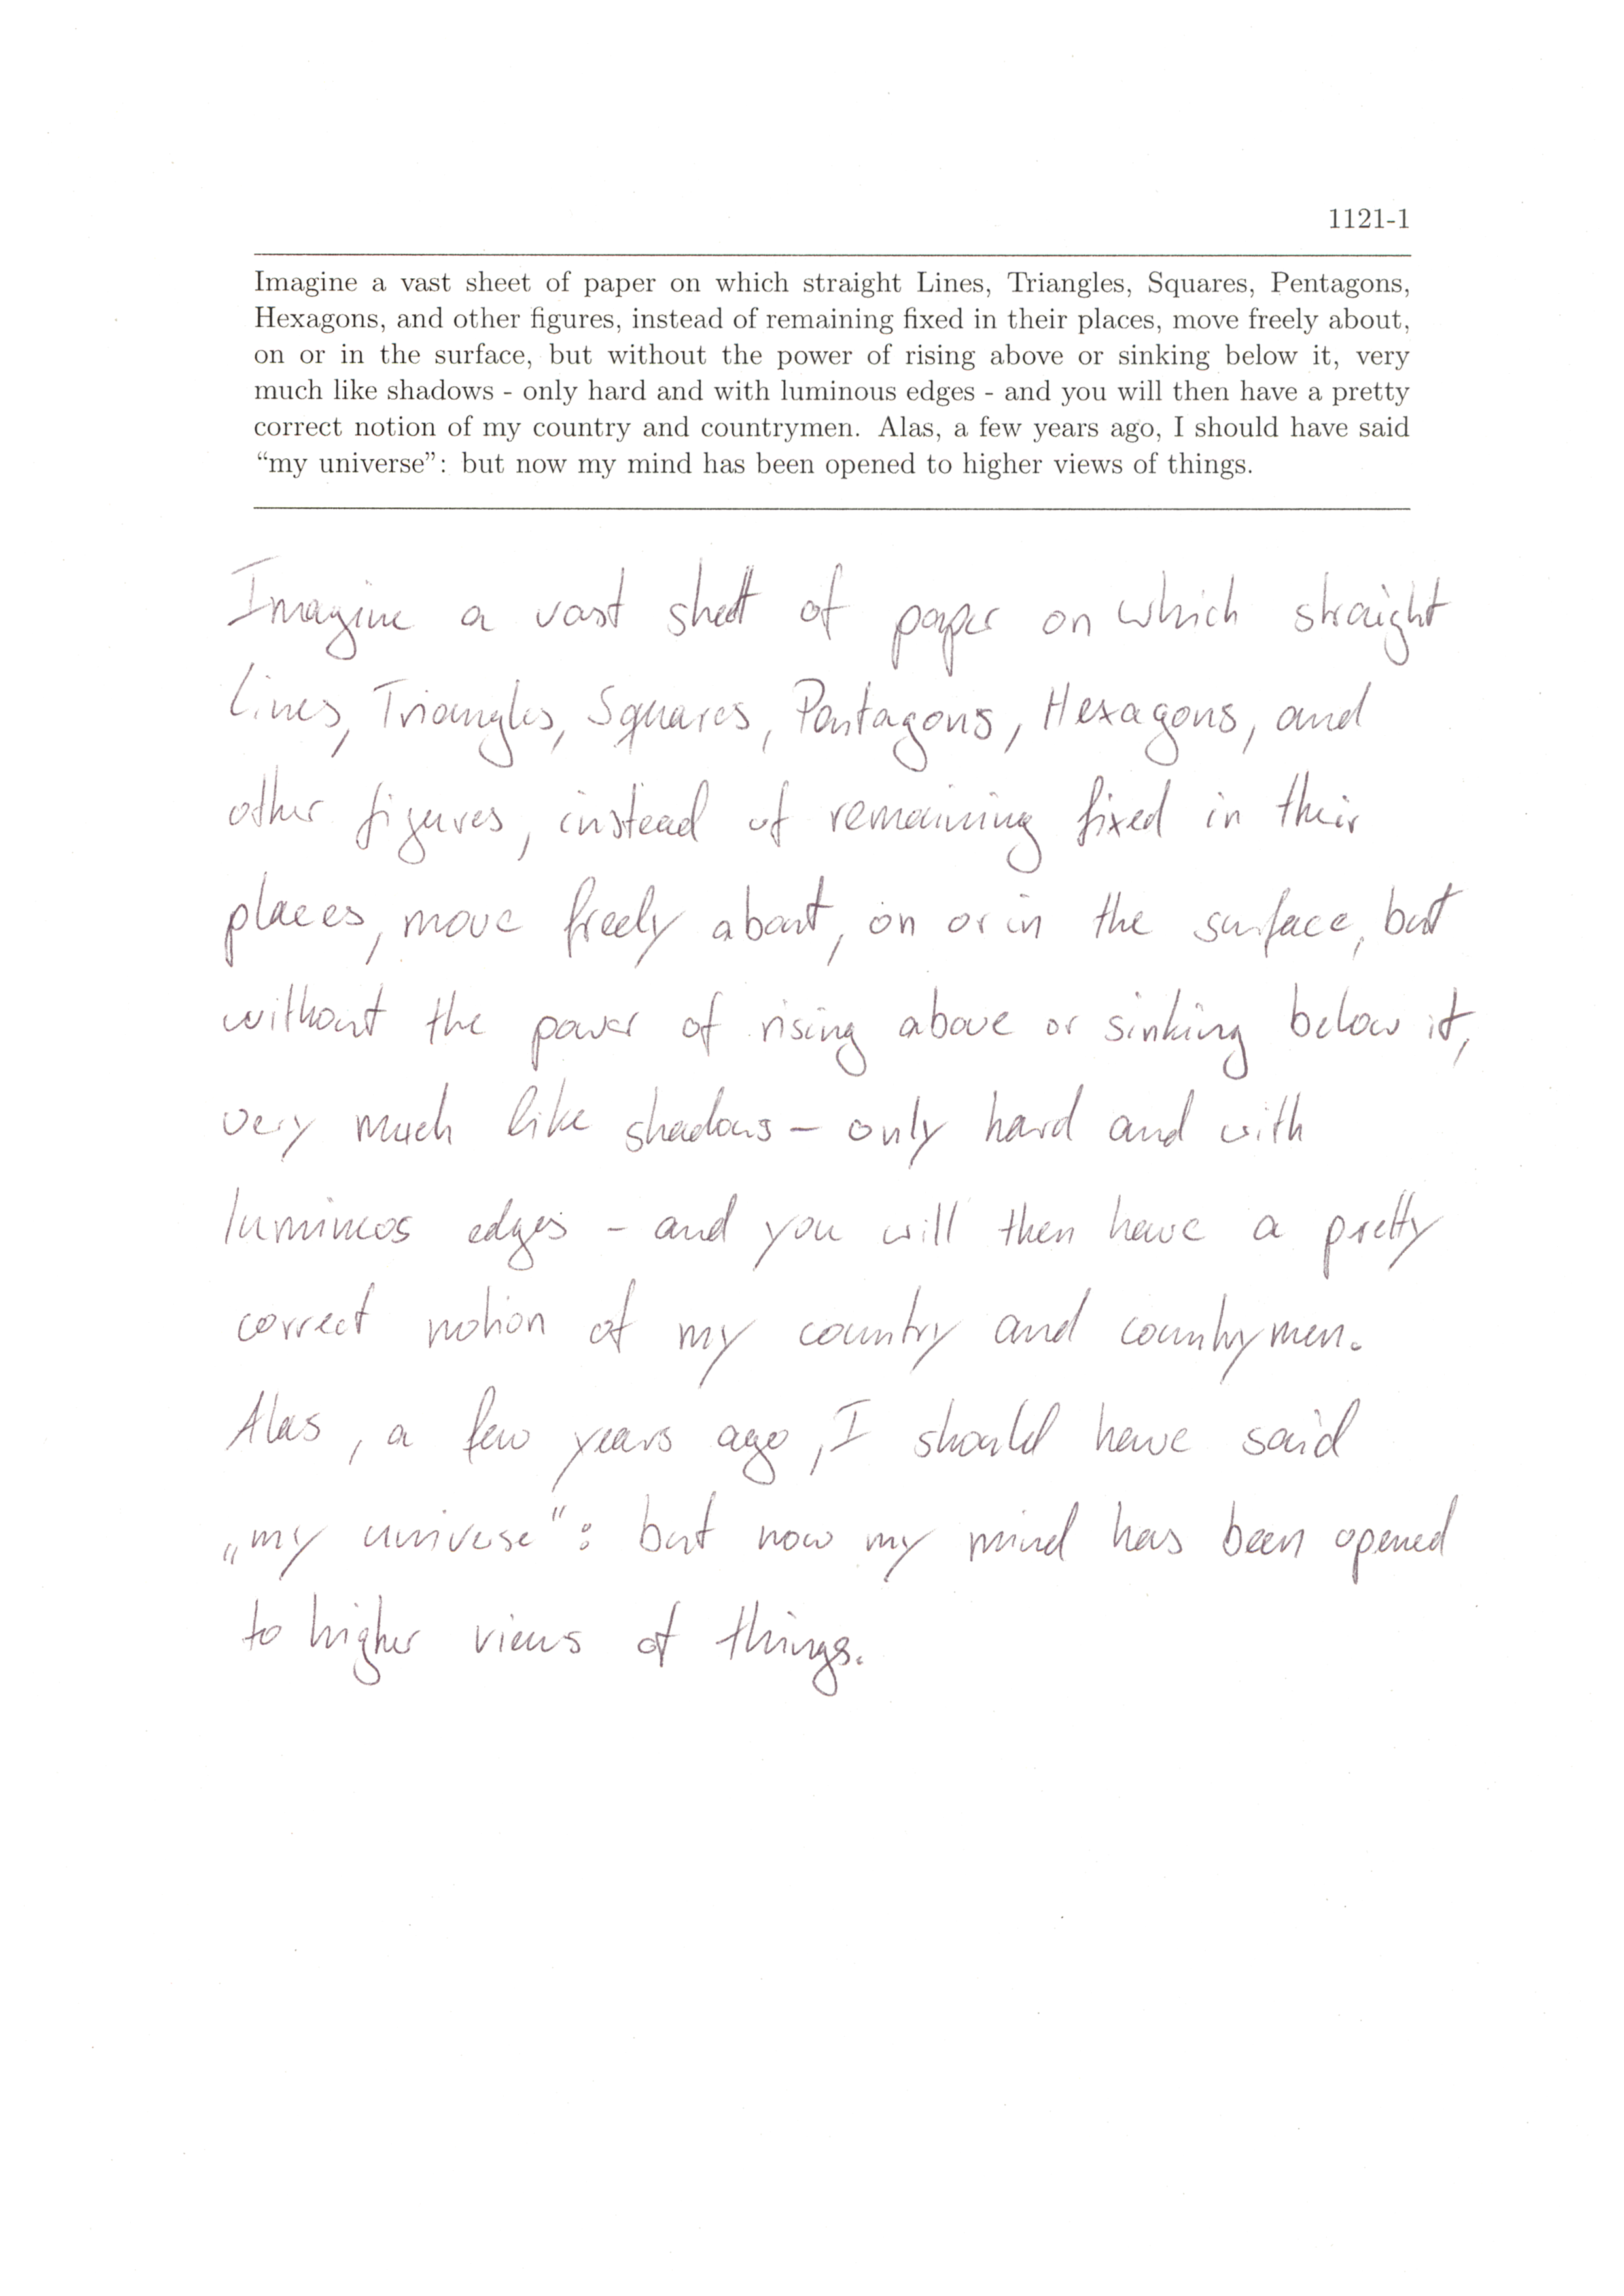 1121-1
Imagine a vast sheet of paper on which straight Lines, Triangles, Squares, Pentagons,
Hexagons, and other figures, instead of remaining fixed in their places, move freely about,
on or in the surface, but without the power of rising above or sinking below it, very
much like shadows - only hard and with luminous edges - and you will then have a pretty
correct notion of my country and countrymen. Alas, a few years ago, I should have said
“my universe”: but now my mind has been opened to higher views of things.
Imagine a vast sheet of paper on which straight
Lines, Triangles, Squares, Pantagons, Hexagons, and
other figures, instead of remaining fixed in their
places, move freely about, on or in the surface, but
without the power of rising above or sinking below it,
very much like shadows – only hard and with
luminuos edges – and you will then have a pretty
correct notion of my country and countrymen.
Alas, a few years ago, I should have said
„my universe“: but now my mind has been opened
to higher views of things.